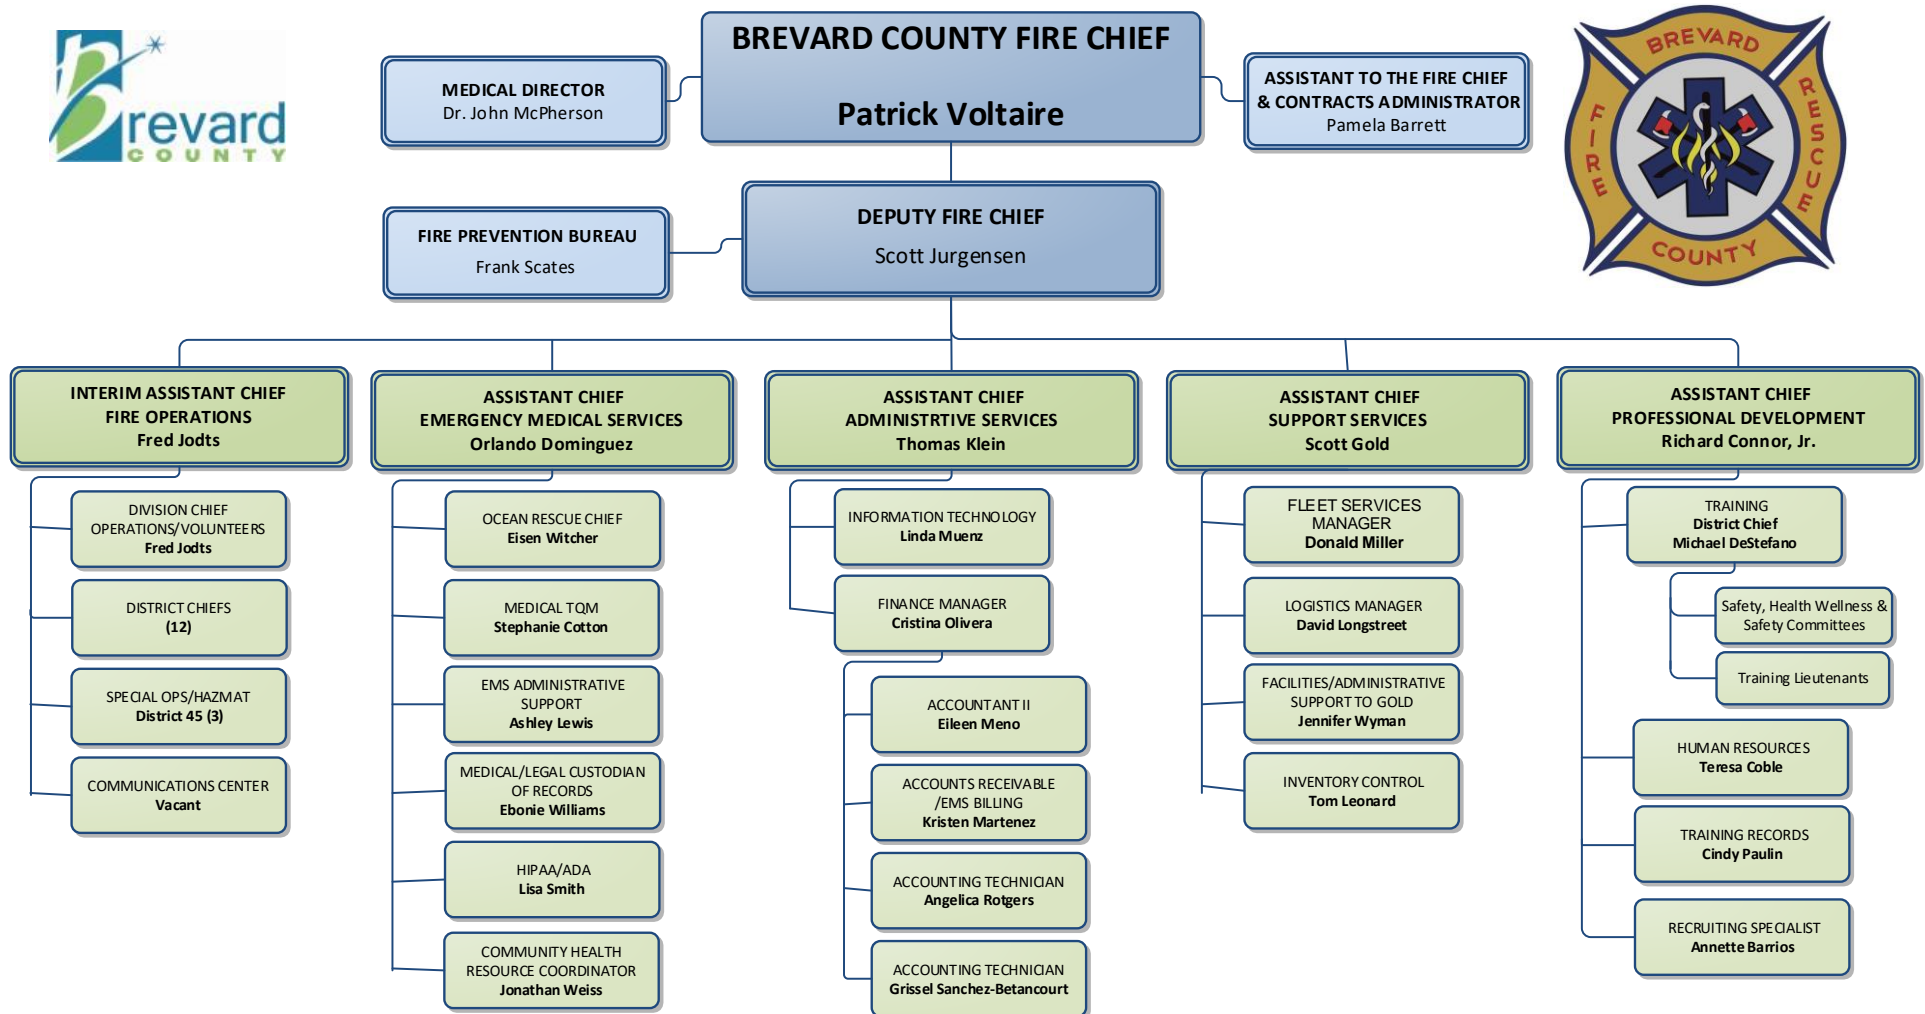 Brevard
COUNTY
BREVARD COUNTY FIRE CHIEF
Patrick Voltaire
MEDICAL DIRECTOR
Dr. John McPherson
ASSISTANT TO THE FIRE CHIEF
& CONTRACTS ADMINISTRATOR
Pamela Barrett
BREVARD
FIRE
RESCUE
COUNTY
DEPUTY FIRE CHIEF
Scott Jurgensen
FIRE PREVENTION BUREAU
Frank Scates
INTERIM ASSISTANT CHIEF
FIRE OPERATIONS
Fred Jodts
DIVISION CHIEF
OPERATIONS/VOLUNTEERS
Fred Jodts
DISTRICT CHIEFS
(12)
SPECIAL OPS/HAZMAT
District 45 (3)
COMMUNICATIONS CENTER
Vacant
ASSISTANT CHIEF
EMERGENCY MEDICAL SERVICES
Orlando Dominguez
OCEAN RESCUE CHIEF
Eisen Witcher
MEDICAL TQM
Stephanie Cotton
EMS ADMINISTRATIVE
SUPPORT
Ashley Lewis
MEDICAL/LEGAL CUSTODIAN
OF RECORDS
Ebonie Williams
HIPAA/ADA
Lisa Smith
COMMUNITY HEALTH
RESOURCE COORDINATOR
Jonathan Weiss
ASSISTANT CHIEF
ADMINISTRTIVE SERVICES
Thomas Klein
INFORMATION TECHNOLOGY
Linda Muenz
FINANCE MANAGER
Cristina Olivera
ACCOUNTANT II
Eileen Meno
ACCOUNTS RECEIVABLE
/EMS BILLING
Kristen Martenez
ACCOUNTING TECHNICIAN
Angelica Rotgers
ACCOUNTING TECHNICIAN
Grissel Sanchez-Betancourt
ASSISTANT CHIEF
SUPPORT SERVICES
Scott Gold
FLEET SERVICES
MANAGER
Donald Miller
LOGISTICS MANAGER
David Longstreet
FACILITIES/ADMINISTRATIVE
SUPPORT TO GOLD
Jennifer Wyman
INVENTORY CONTROL
Tom Leonard
ASSISTANT CHIEF
PROFESSIONAL DEVELOPMENT
Richard Connor, Jr.
TRAINING
District Chief
Michael DeStefano
Safety, Health Wellness &
Safety Committees
Training Lieutenants
HUMAN RESOURCES
Teresa Coble
TRAINING RECORDS
Cindy Paulin
RECRUITING SPECIALIST
Annette Barrios